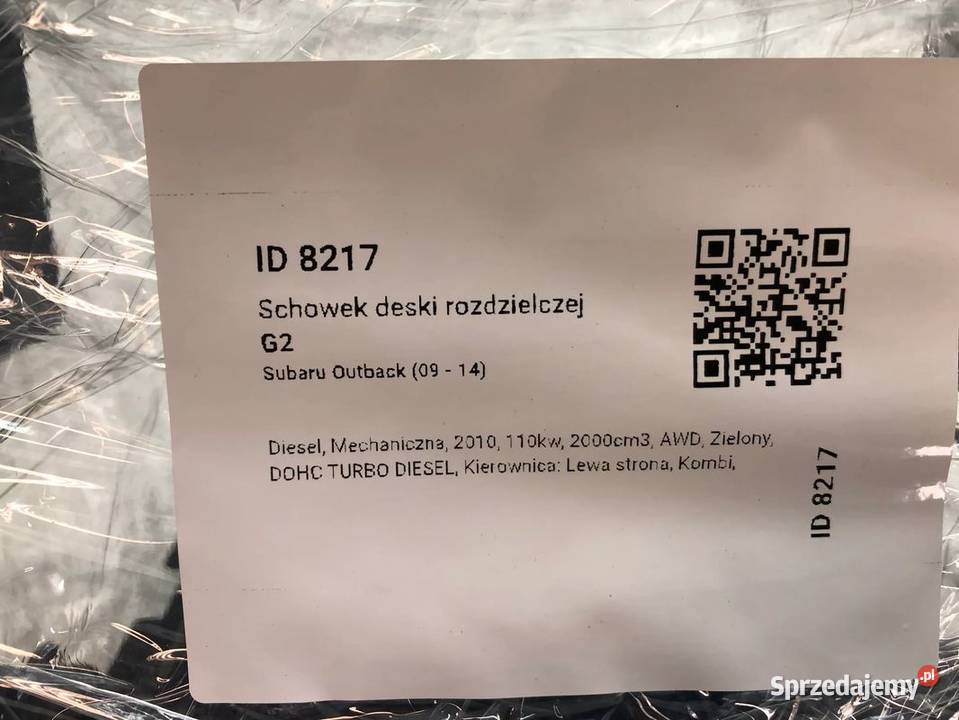 ID 8217
Schowek deski rozdzielczej
G2
Subaru Outback (09 - 14)
Diesel, Mechaniczna, 2010, 110kw, 2000cm3, AWD, Zielony,
DOHC TURBO DIESEL, Kierownica: Lewa strona, Kombi,
ID 8217
Sprzedajemy.pl